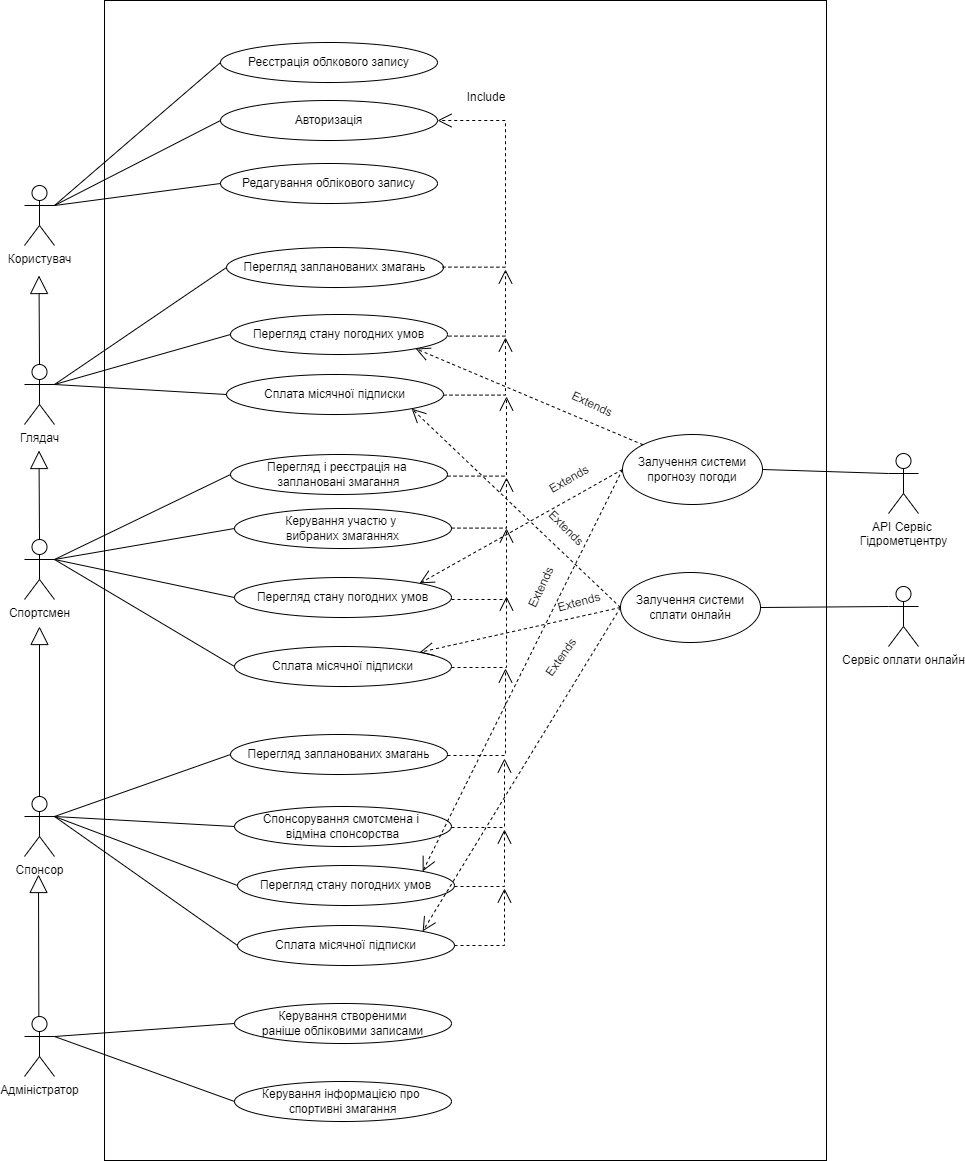 Реєстрація облкового запису
Include
Авторизація
Редагування облікового запису
Користувач
Перегляд запланованих змагань
Перегляд стану погодних умов
Сплата місячної підписки
Extends
Глядач
Перегляд і реєстрація на
заплановані змагання
Extends
Залучення системи
прогнозу погоди
Керування участю у
вибраних змаганнях
Extends
АРІ Сервіс
Гідрометцентру
Перегляд стану погодних умов
Extends
Extends
Залучення системи
сплати онлайн
Спортсмен
Сплата місячної підписки
Extends
Сервіс оплати онлайн
Перегляд запланованих змагань
Спонсорування смотсмена і
відміна спонсорства
Спонсор
Перегляд стану погодних умов
Сплата місячної підписки
Керування створеними
раніше обліковими записами
Адміністратор
Керування інформацією про
спортивні змагання